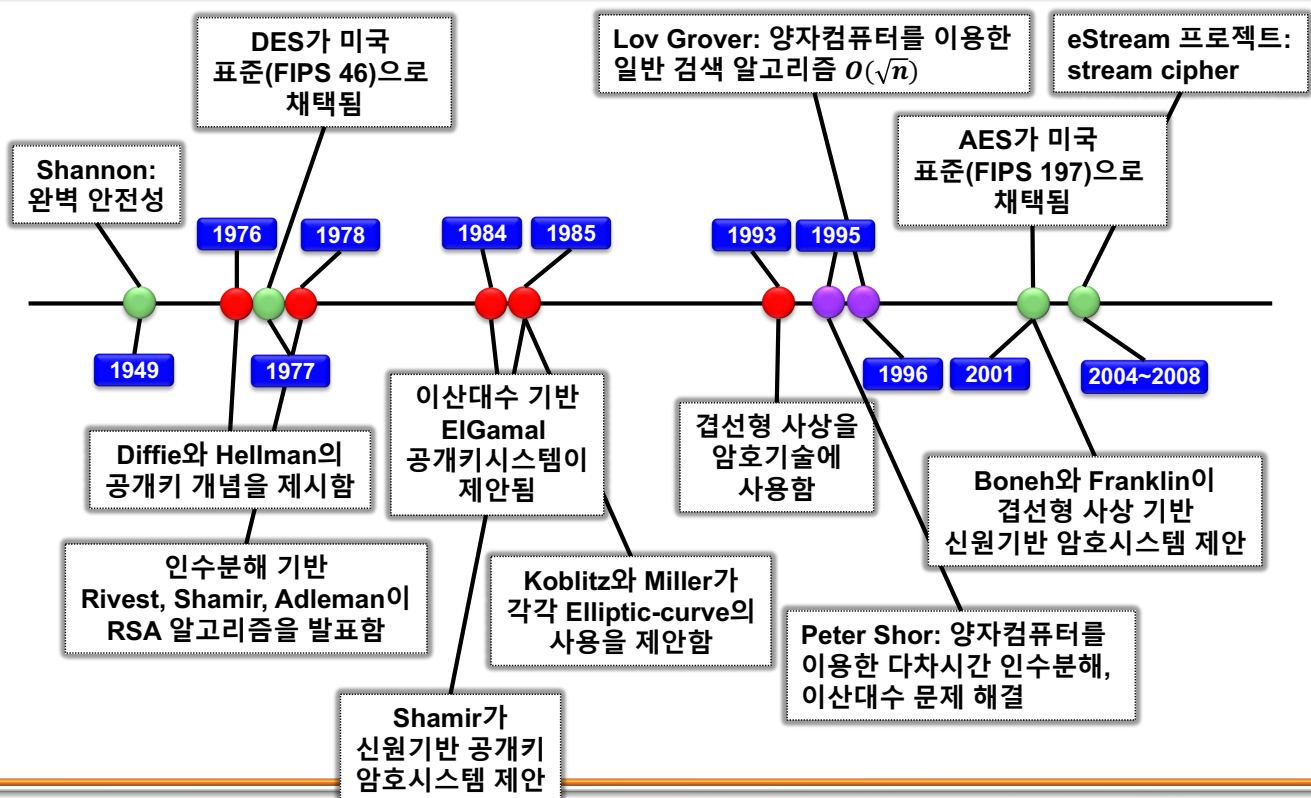 DES가 미국
표준(FIPS 46)으로
채택됨
Lov Grover: 양자컴퓨터를 이용한
일반 검색 알고리즘 O(√n)
eStream 프로젝트:
stream cipher
Shannon:
완벽 안전성
AES가 미국
표준(FIPS 197)으로
채택됨
1976
1978
1984
1985
1993
1995
1949
1977
1996
2001
2004~2008
Diffie와 Hellman의
공개키 개념을 제시함
이산대수 기반
ElGamal
공개키시스템이
제안됨
겹선형 사상을
암호기술에
사용함
Boneh와 Franklin이
겹선형 사상 기반
신원기반 암호시스템 제안
인수분해 기반
Rivest, Shamir, Adleman이
RSA 알고리즘을 발표함
Koblitz와 Miller가
각각 Elliptic-curve의
사용을 제안함
Peter Shor: 양자컴퓨터를
이용한 다차시간 인수분해,
이산대수 문제 해결
Shamir가
신원기반 공개키
암호시스템 제안